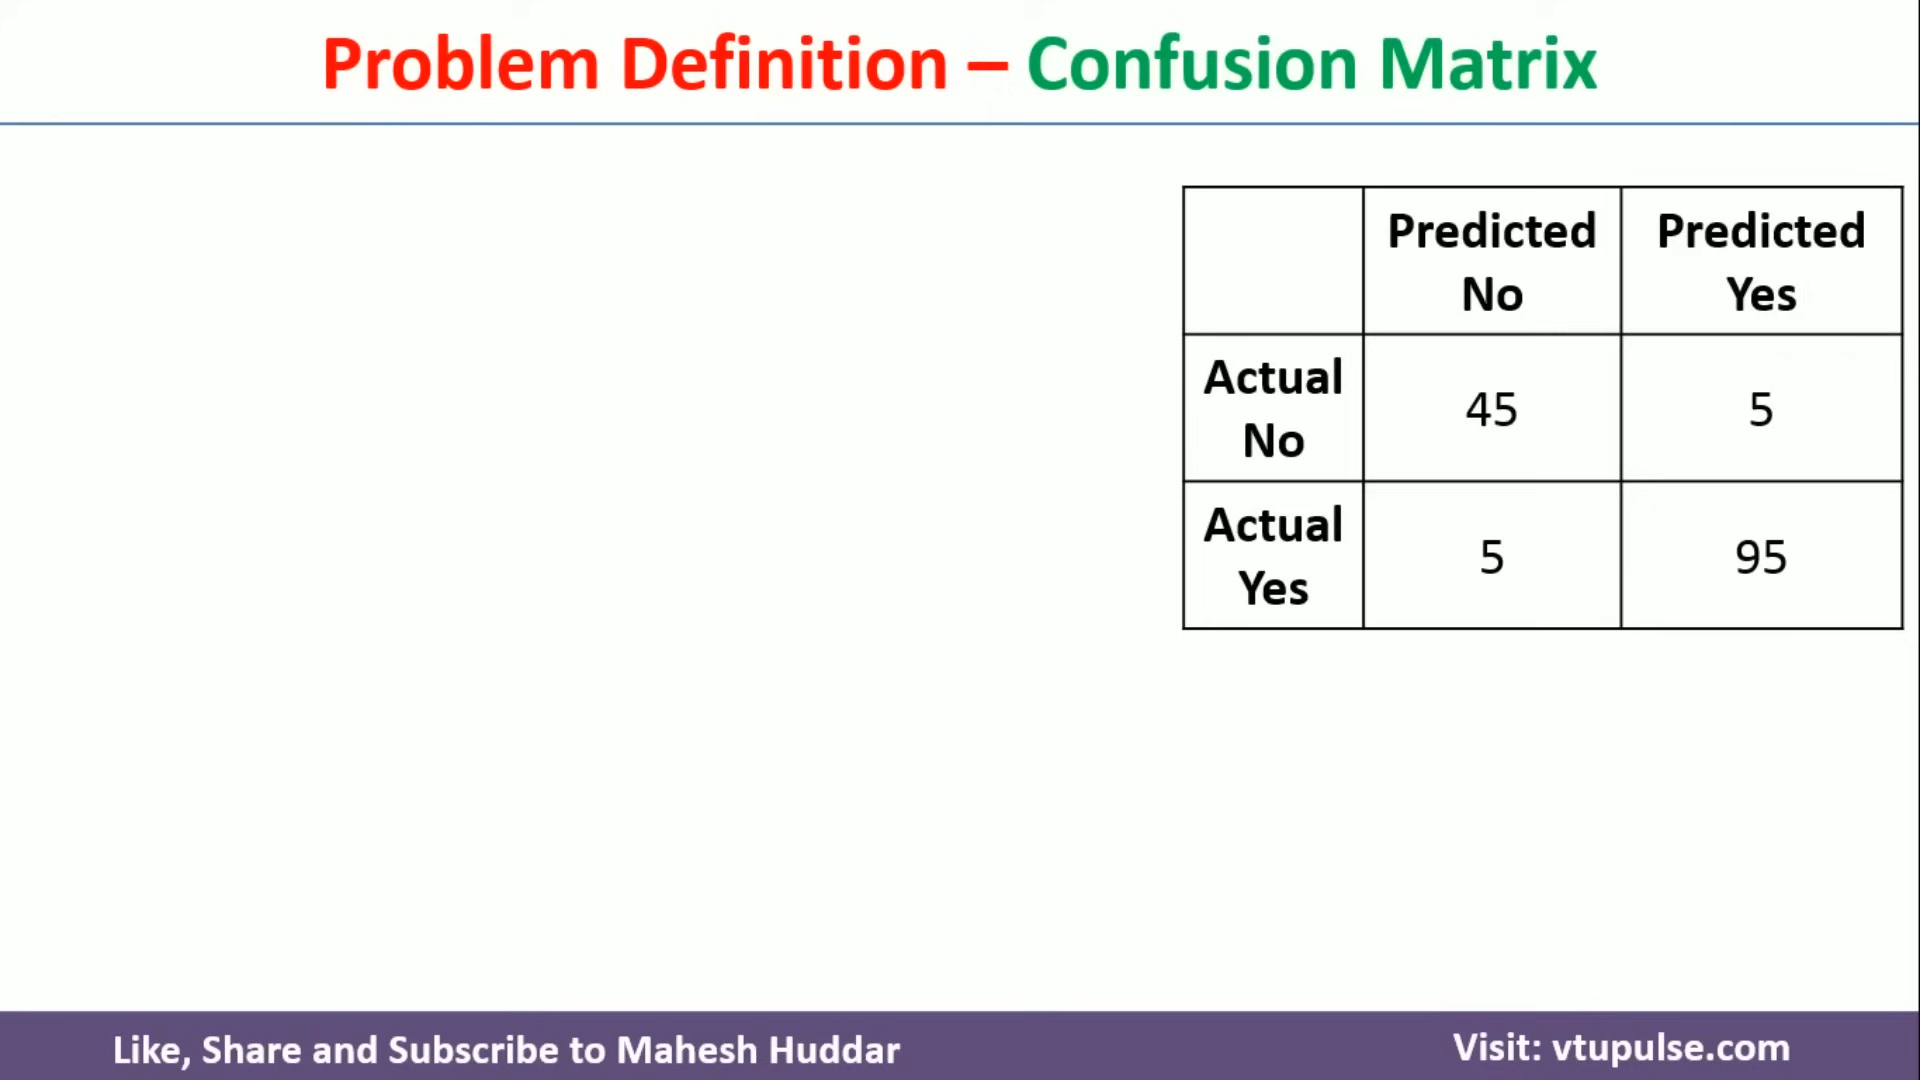 Problem Definition – Confusion Matrix
Predicted No Predicted Yes
Actual No 45 5
Actual Yes 5 95
Like, Share and Subscribe to Mahesh Huddar
Visit: vtupulse.com